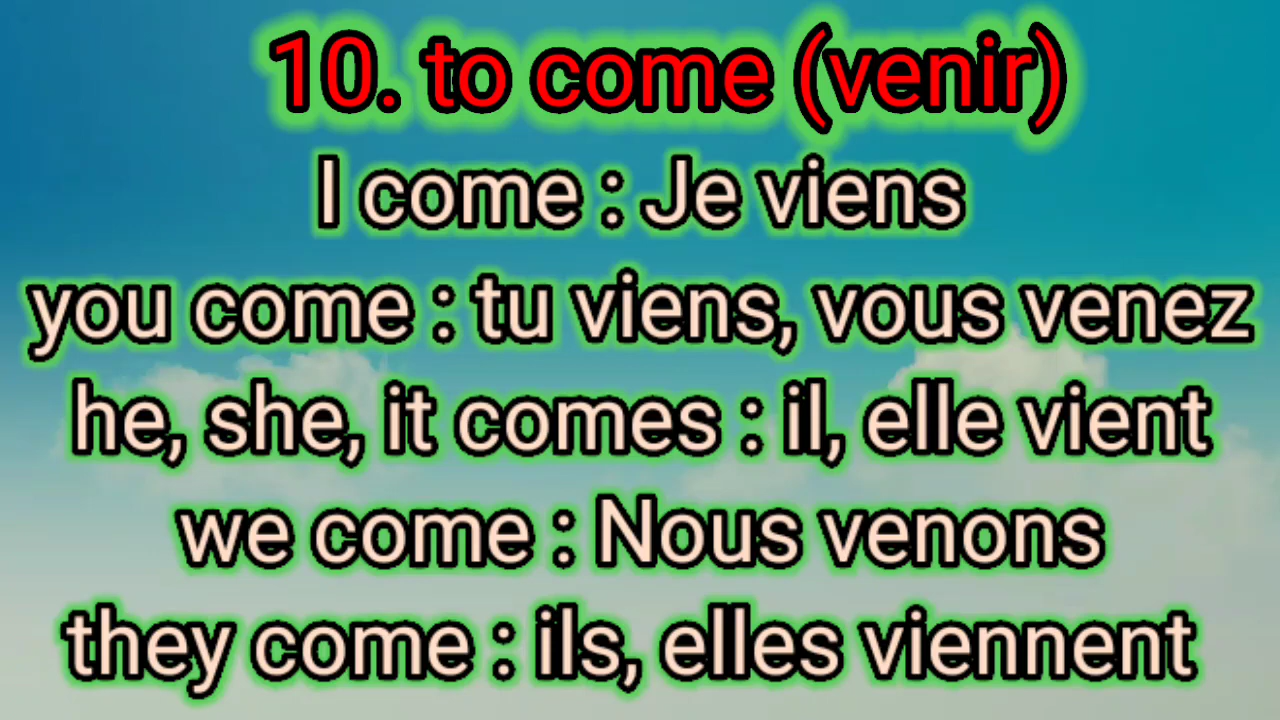 10. to come (venir)
I come : Je viens
you come : tu viens, vous venez
he, she, it comes : il, elle vient
we come : Nous venons
they come : ils, elles viennent